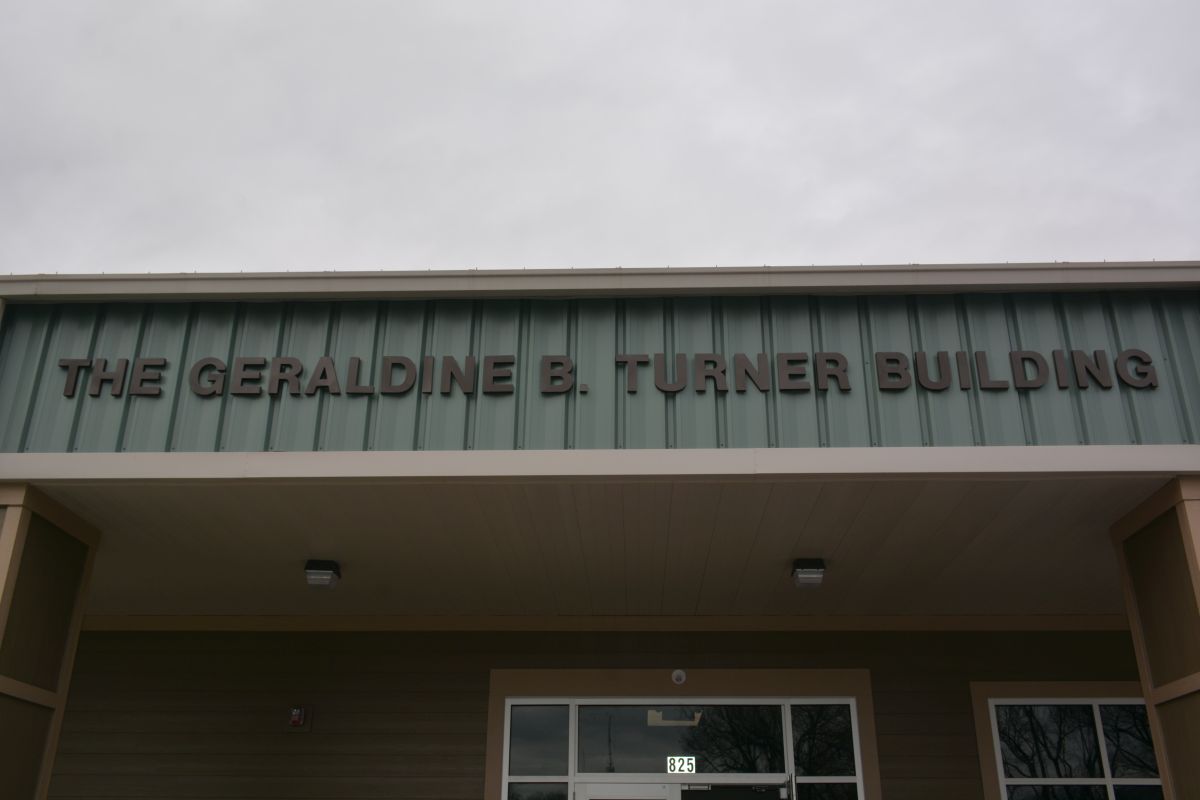 THE GERALDINE B. TURNER BUILDING
825